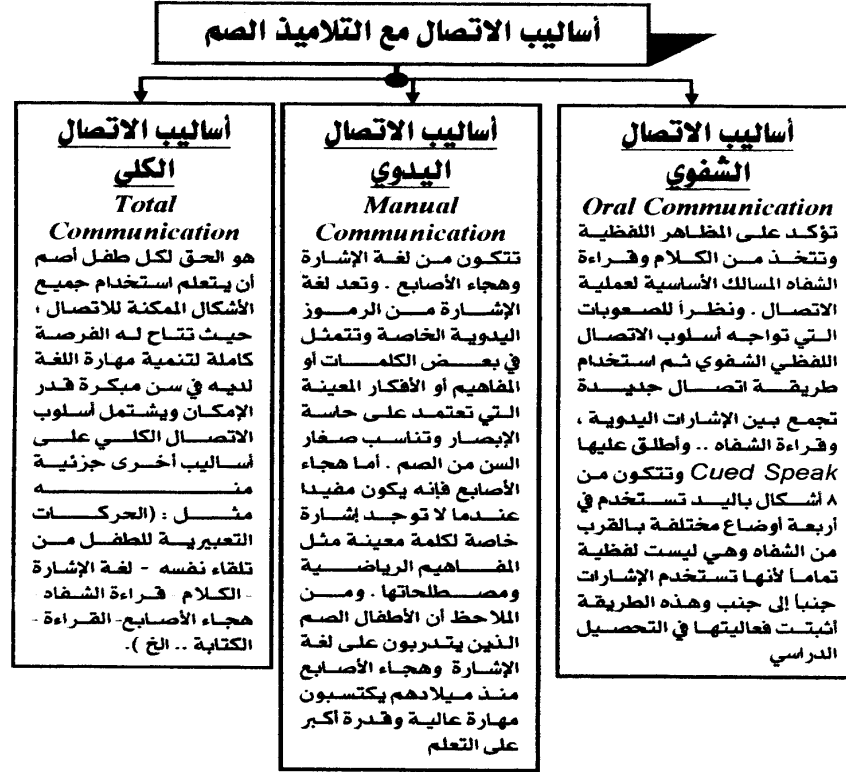 أساليب الاتصال مع التلاميذ الصم
أساليب الاتصال
الشفوي
Oral Communication
تؤكد على المظاهر اللفظية
وتتخذ من الكلام وقراءة
الشفاه المسالك الأساسية لعملية
الاتصال . ونظراً للصعوبات
التي تواجه أسلوب الاتصال
اللفظي الشفوي ثم استخدام
طريقة اتصال جديدة
تجمع بين الإشارات اليدوية ،
وقراءة الشفاه .. وأطلق عليها
Cued Speak وتتكون من
٨ أشكال باليد تستخدم في
أربعة أوضاع مختلفة بالقرب
من الشفاه وهي ليست لفظية
تماماً لأنها تستخدم الإشارات
جنباً إلى جنب وهذه الطريقة
أثبتت فعاليتها في التحصيل
الدراسي
أساليب الاتصال
اليدوي
Manual
Communication
تتكون من لغة الإشارة
وهجاء الأصابع . وتعد لغة
الإشارة من الرموز
اليدوية الخاصة وتتمثل
في بعض الكلمات أو
المفاهيم أو الأفكار المعينة
التي تعتمد على حاسة
الإبصار وتناسب صغار
السن من الصم . أما هجاء
الأصابع فإنه يكون مفيدا
عندما لا توجد إشارة
خاصة لكلمة معينة مثل
المفاهيم الرياضية
ومصطلحاتها . ومن
الملاحظ أن الأطفال الصم
الذين يتدربون على لغة
الإشارة وهجاء الأصابع
منذ ميلادهم يكتسبون
مهارة عالية وقدرة أكبر
على التعلم
أساليب الاتصال
الكلي
Total
Communication
هو الحق لكل طفل أصم
أن يتعلم استخدام جميع
الأشكال الممكنة للاتصال ؛
حيث تتاح له الفرصة
كاملة لتنمية مهارة اللغة
لديه في سن مبكرة قدر
الإمكان ويشتمل أسلوب
الاتصال الكلي على
أساليب أخرى جزئية
منه
مثل : (الحركات
التعبيرية للطفل من
تلقاء نفسه - لغة الإشارة
- الكلام - قراءة الشفاه -
هجاء الأصابع - القراءة -
الكتابة .. الخ ).